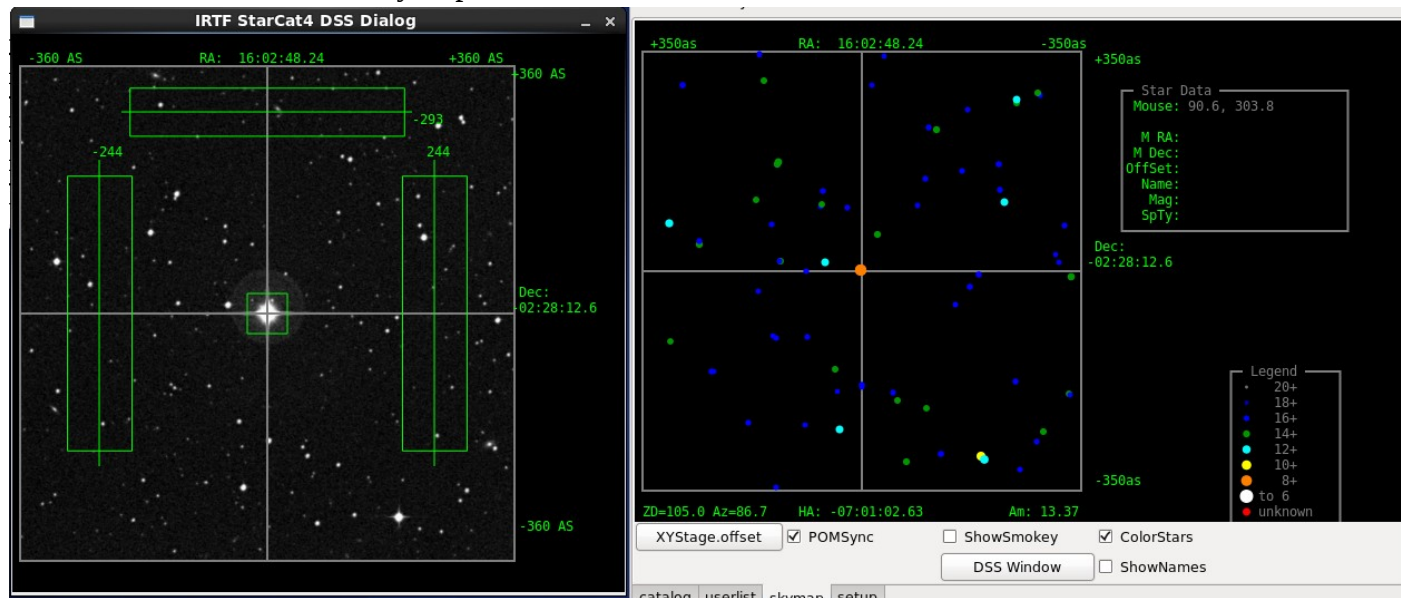 IRTF StarCat4 DSS Dialog
-360 AS RA: 16:02:48.24 +360 AS
+360 AS
-293
-244 244
Dec:
-02:28:12.6
-360 AS
+350as RA: 16:02:48.24 -350as
+350as
Star Data
Mouse: 90.6, 303.8
M RA:
M Dec:
OffSet:
Name:
Mag:
SpTy:
Dec:
-02:28:12.6
Legend
20+
18+
16+
14+
12+
10+
8+
to 6
unknown
-350as
ZD=105.0 Az=86.7 HA: -07:01:02.63 Am: 13.37
XYStage.offset POMSync ShowSmokey ColorStars
DSS Window ShowNames
catalog userlist skymap setup